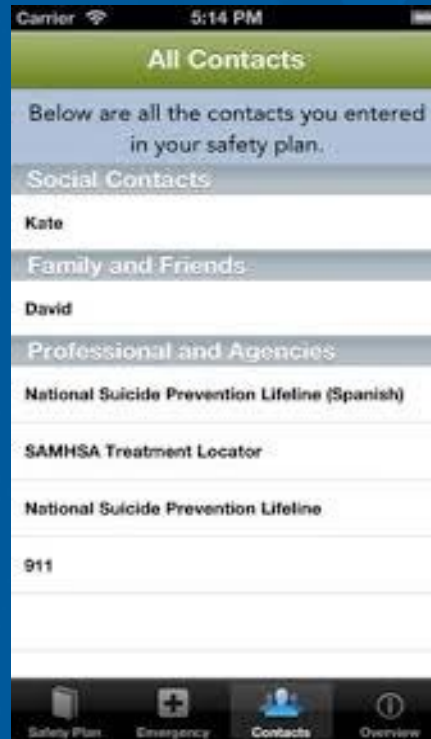 Carrier 5:14 PM
All Contacts
Below are all the contacts you entered
in your safety plan.
Social Contacts
Kate
Family and Friends
David
Professional and Agencies
National Suicide Prevention Lifeline (Spanish)
SAMHSA Treatment Locator
National Suicide Prevention Lifeline
911
Safety Plan Emergency Contacts Overview